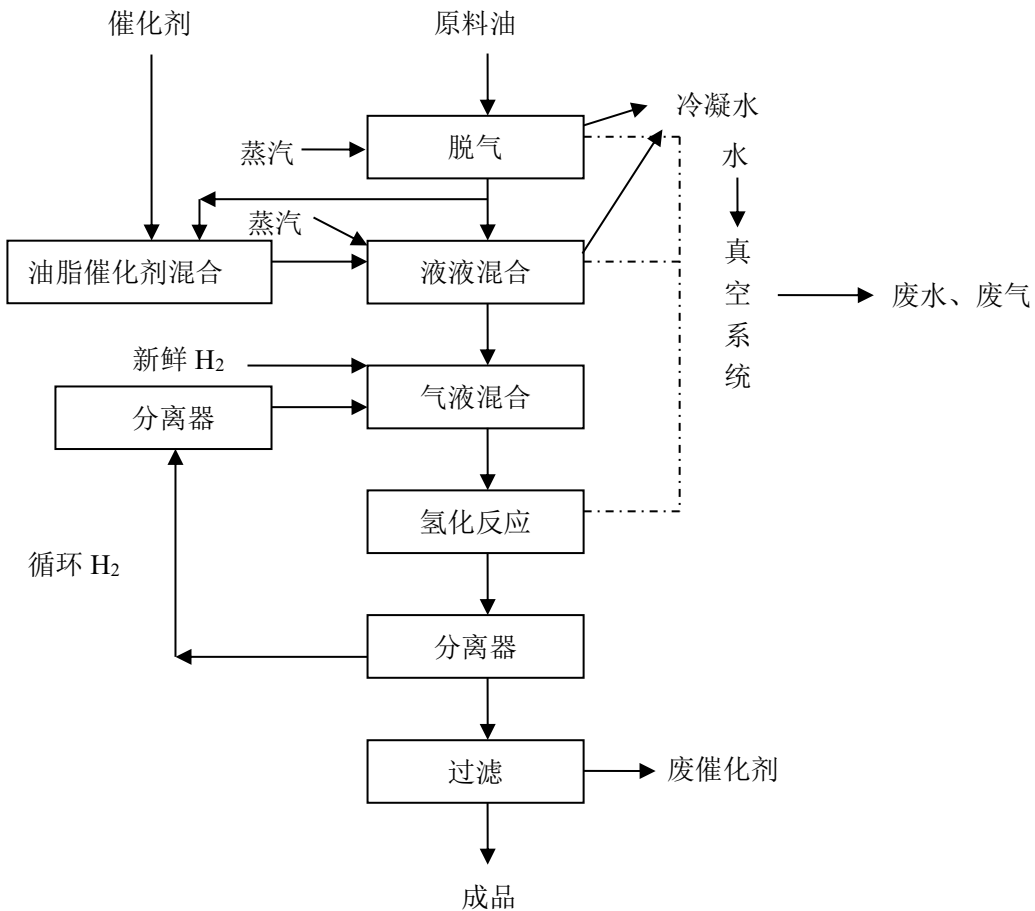 催化剂
原料油
冷凝水
脱气
蒸汽
水
蒸汽
油脂催化剂混合
液液混合
真空系统
废水、废气
新鲜 H₂
分离器
气液混合
氢化反应
循环 H₂
分离器
过滤
废催化剂
成品